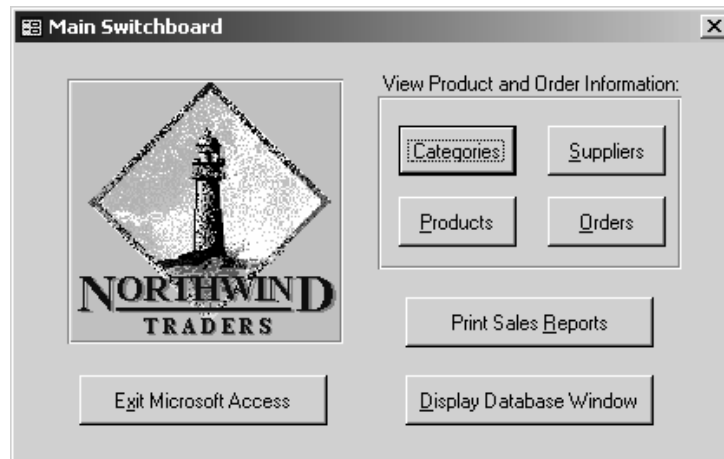 Main Switchboard
View Product and Order Information:
Categories
Suppliers
Products
Orders
NORTHWIND
TRADERS
Print Sales Reports
Exit Microsoft Access
Display Database Window